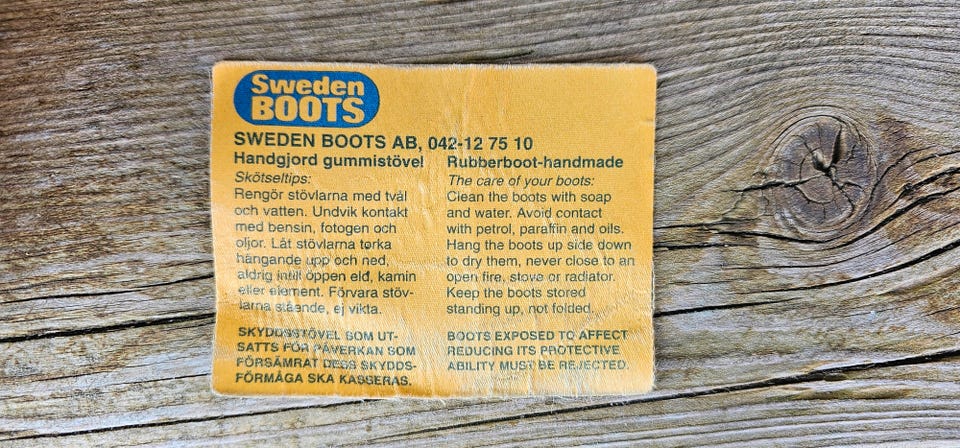 Sweden
BOOTS
SWEDEN BOOTS AB, 042-12 75 10
Handgjord gummistövel
Skötseltips:
Rengör stövlarna med tvål
och vatten. Undvik kontakt
med bensin, fotogen och
oljor. Låt stövlarna torka
hängande upp och ned,
aldrig intill öppen eld, kamin
eller element. Förvara stöv-
larna stående, ej vikta.
SKYDDSSTÖVEL SOM UT-
SATTS FÖR PÅVERKAN SOM
FÖRSÄMRAT DESS SKYDDS-
FÖRMÅGA SKA KASSERAS.
Rubberboot-handmade
The care of your boots:
Clean the boots with soap
and water. Avoid contact
with petrol, paraffin and oils.
Hang the boots up side down
to dry them, never close to an
open fire, stove or radiator.
Keep the boots stored
standing up, not folded.
BOOTS EXPOSED TO AFFECT
REDUCING ITS PROTECTIVE
ABILITY MUST BE REJECTED.